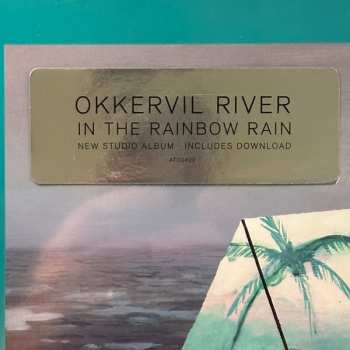 OKKERVIL RIVER
IN THE RAINBOW RAIN
NEW STUDIO ALBUM · INCLUDES DOWNLOAD